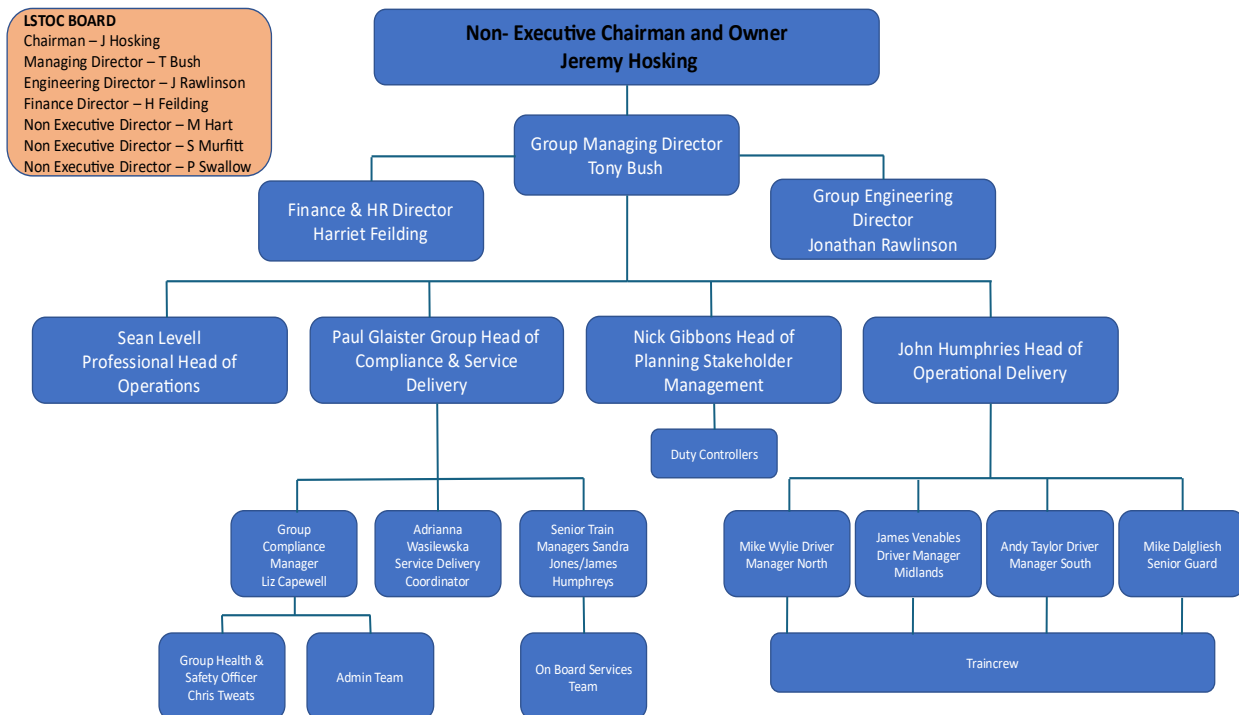 LSTOC BOARD
Chairman – J Hosking
Managing Director – T Bush
Engineering Director – J Rawlinson
Finance Director – H Feilding
Non Executive Director – M Hart
Non Executive Director – S Murfitt
Non Executive Director – P Swallow
Non- Executive Chairman and Owner
Jeremy Hosking
Group Managing Director
Tony Bush
Finance & HR Director
Harriet Feilding
Group Engineering
Director
Jonathan Rawlinson
Sean Levell
Professional Head of
Operations
Paul Glaister Group Head of
Compliance & Service
Delivery
Nick Gibbons Head of
Planning Stakeholder
Management
John Humphries Head of
Operational Delivery
Duty Controllers
Group
Compliance
Manager
Liz Capewell
Adrianna
Wasilewska
Service Delivery
Coordinator
Senior Train
Managers Sandra
Jones/James
Humphreys
Mike Wylie Driver
Manager North
James Venables
Driver Manager
Midlands
Andy Taylor Driver
Manager South
Mike Dalgliesh
Senior Guard
Group Health &
Safety Officer
Chris Tweats
Admin Team
On Board Services
Team
Traincrew